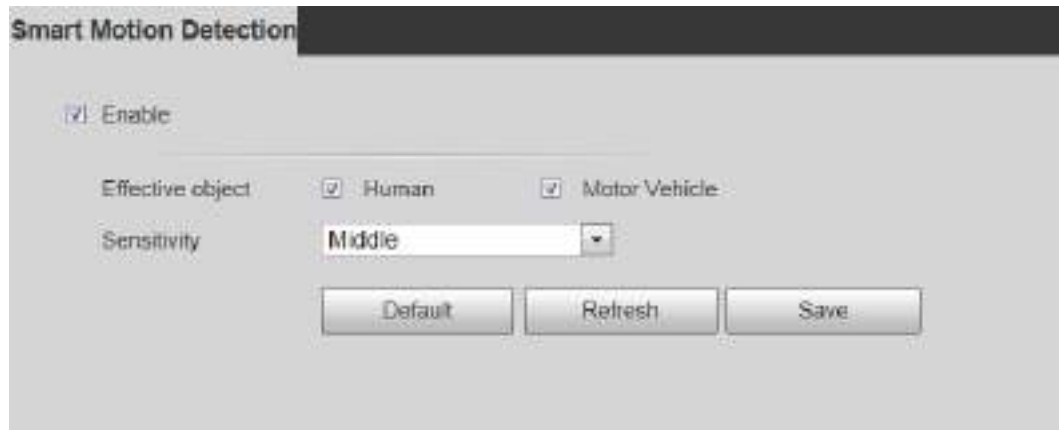 Smart Motion Detection
Enable
Effective object Human Motor Vehicle
Sensitivity Middle
Default Refresh Save